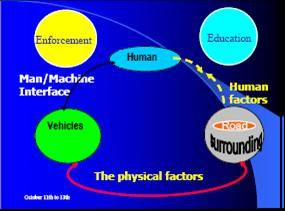 Enforcement
Education
Human
Man/Machine
Interface
Human
factors
Vehicles
Road
Surrounding
The physical factors
October 11th to 13th